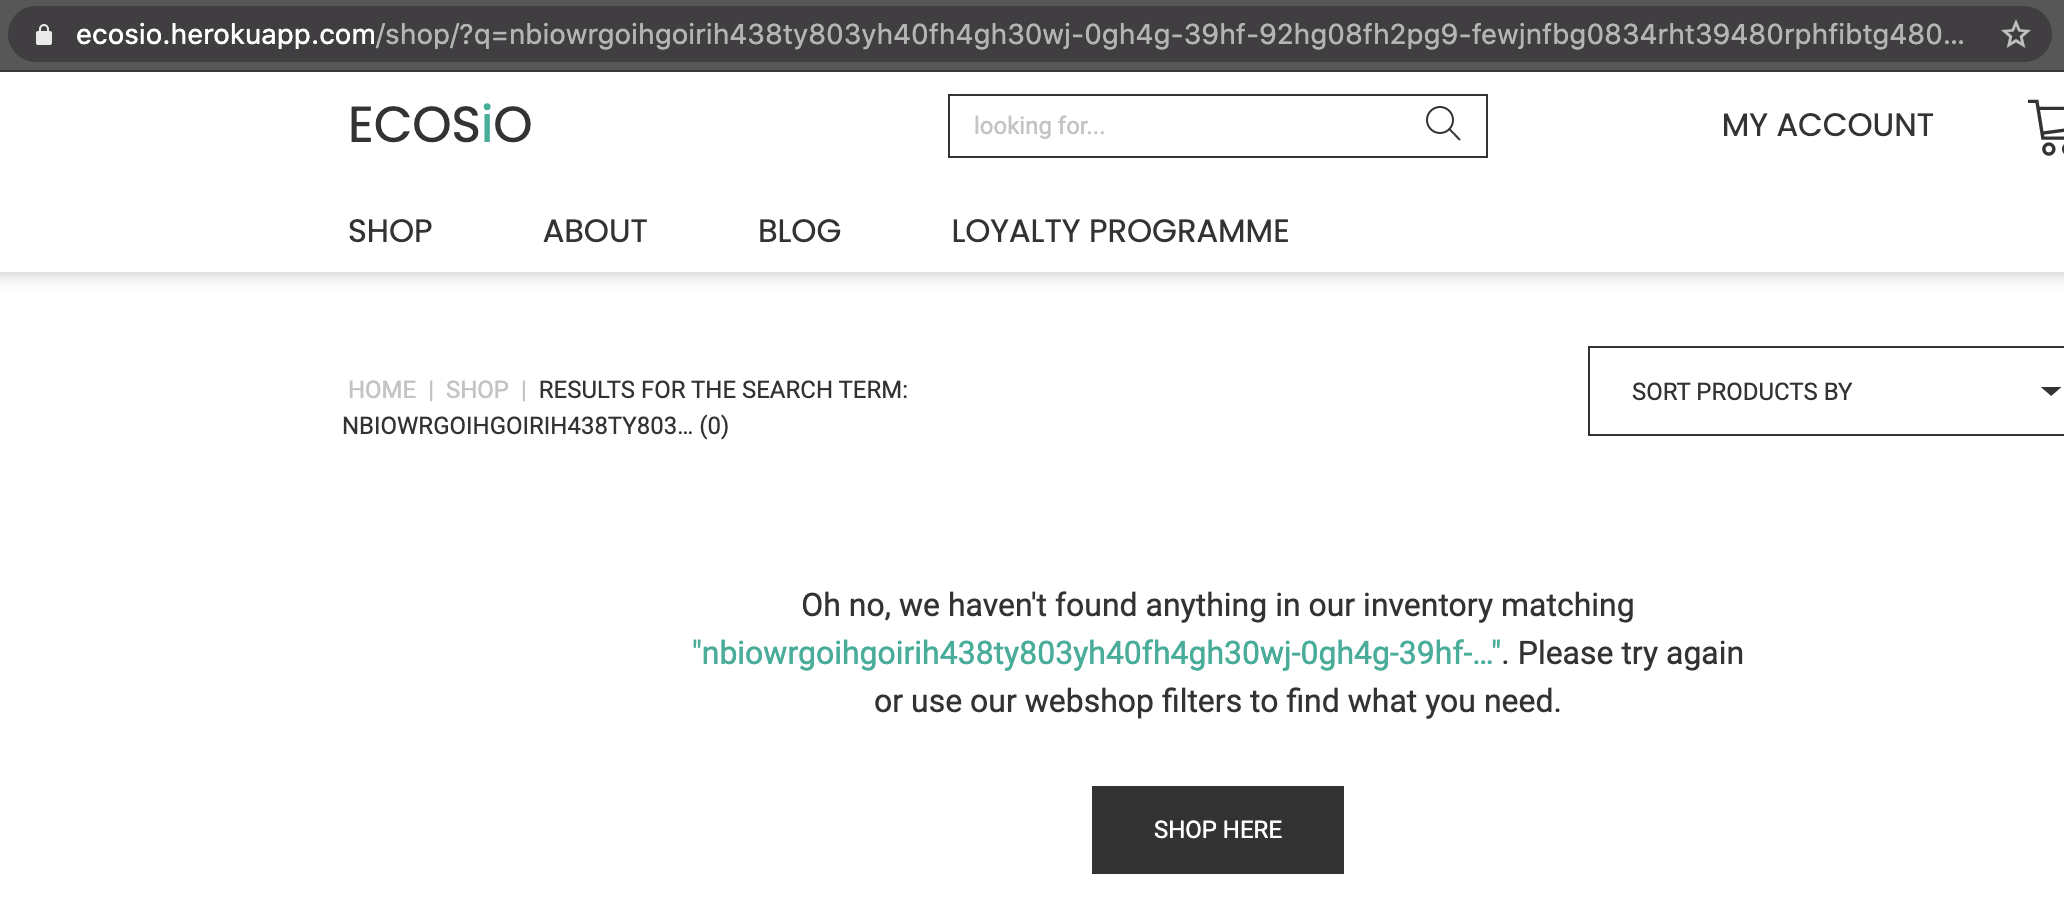 ecosio.herokuapp.com/shop/?q=nbiowrgoihgoirih438ty803yh40fh4gh30wj-0gh4g-39hf-92hg08fh2pg9-fewjnfbg0834rht39480rphfibtg480...
ECOSiO
looking for...
MY ACCOUNT
SHOP ABOUT BLOG LOYALTY PROGRAMME
HOME | SHOP | RESULTS FOR THE SEARCH TERM:
NBIOWRGOIHGOIRIH438TY803... (0)
SORT PRODUCTS BY
Oh no, we haven't found anything in our inventory matching
"nbiowrgoihgoirih438ty803yh40fh4gh30wj-0gh4g-39hf-...". Please try again
or use our webshop filters to find what you need.
SHOP HERE